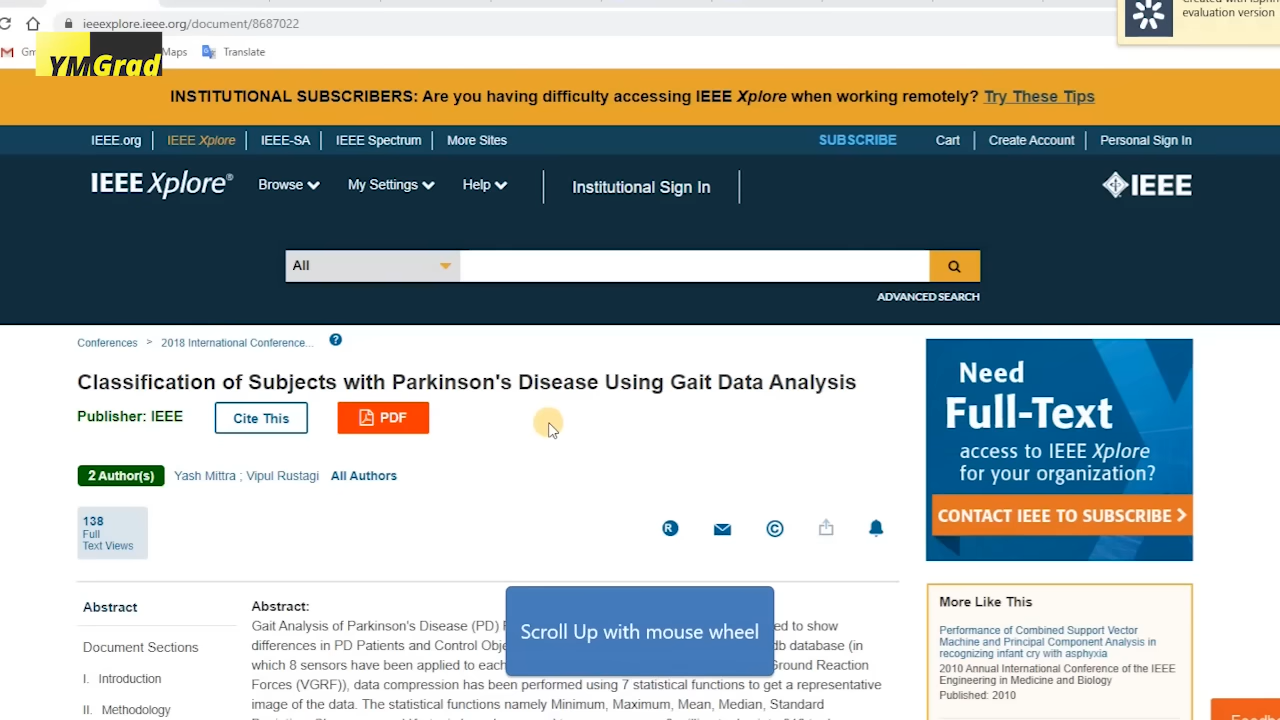 Created with iSpring
evaluation version
ieeexplore.ieee.org/document/8687022
YMGrad
Maps
Translate
INSTITUTIONAL SUBSCRIBERS: Are you having difficulty accessing IEEE Xplore when working remotely? Try These Tips
IEEE.org IEEE Xplore IEEE-SA IEEE Spectrum More Sites SUBSCRIBE Cart Create Account Personal Sign In
IEEE Xplore® Browse My Settings Help Institutional Sign In IEEE
All
ADVANCED SEARCH
Conferences > 2018 International Conference... ?
Classification of Subjects with Parkinson's Disease Using Gait Data Analysis
Publisher: IEEE Cite This PDF
2 Author(s) Yash Mittra ; Vipul Rustagi All Authors
138
Full
Text Views
R ©
Need
Full-Text
access to IEEE Xplore
for your organization?
CONTACT IEEE TO SUBSCRIBE >
Abstract
Document Sections
I. Introduction
II. Methodology
Abstract:
Gait Analysis of Parkinson's Disease (PD) ed to show
differences in PD Patients and Control db database (in
which 8 sensors have been applied to each Ground Reaction
Forces (VGRF)), data compression has been performed using 7 statistical functions to get a representative
image of the data. The statistical functions namely Minimum, Maximum, Mean, Median, Standard
Scroll Up with mouse wheel
More Like This
Performance of Combined Support Vector
Machine and Principal Component Analysis in
recognizing infant cry with asphyxia
2010 Annual International Conference of the IEEE
Engineering in Medicine and Biology
Published: 2010